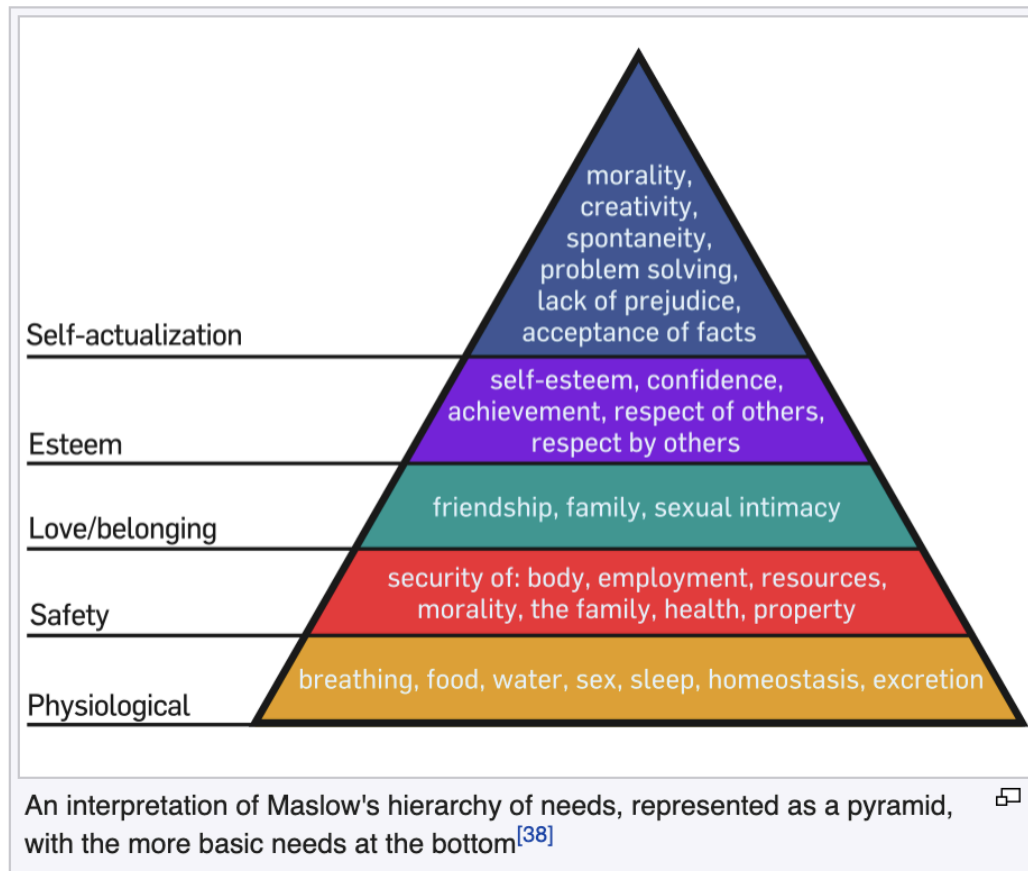 morality,
creativity,
spontaneity,
problem solving,
lack of prejudice,
acceptance of facts
Self-actualization
self-esteem, confidence,
achievement, respect of others,
respect by others
Esteem
friendship, family, sexual intimacy
Love/belonging
security of: body, employment, resources,
morality, the family, health, property
Safety
breathing, food, water, sex, sleep, homeostasis, excretion
Physiological
An interpretation of Maslow's hierarchy of needs, represented as a pyramid,
with the more basic needs at the bottom[38]